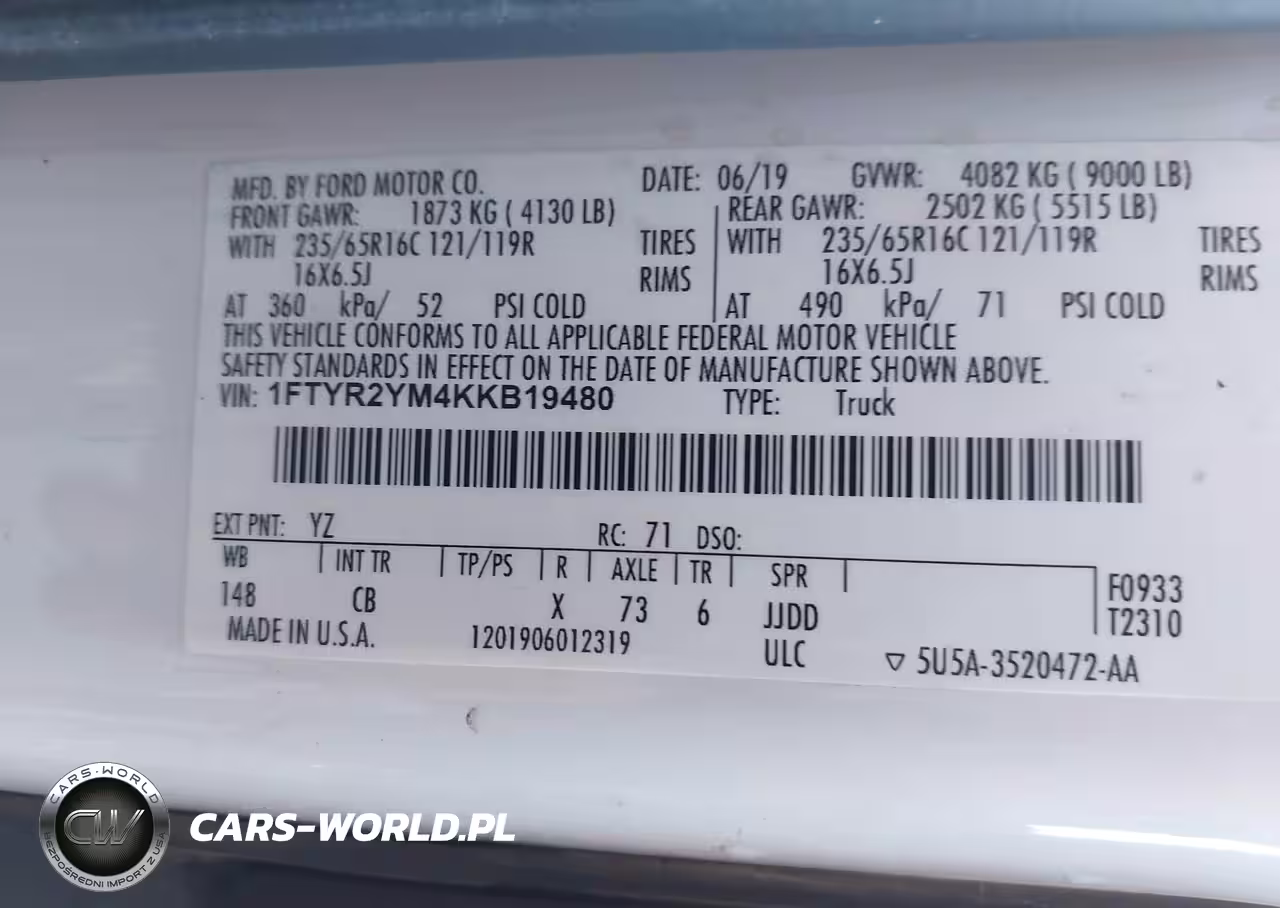 MFD. BY FORD MOTOR CO. DATE: 06/19 GVWR: 4082 KG ( 9000 LB)
FRONT GAWR: 1873 KG ( 4130 LB) REAR GAWR: 2502 KG ( 5515 LB)
WITH 235/65R16C 121/119R TIRES WITH 235/65R16C 121/119R TIRES
16X6.5J RIMS 16X6.5J RIMS
AT 360 kPa/ 52 PSI COLD AT 490 kPa/ 71 PSI COLD
THIS VEHICLE CONFORMS TO ALL APPLICABLE FEDERAL MOTOR VEHICLE
SAFETY STANDARDS IN EFFECT ON THE DATE OF MANUFACTURE SHOWN ABOVE.
VIN: 1FTYR2YM4KKB19480 TYPE: Truck
EXT PNT: YZ RC: 71 DSO:
WB INT TR TP/PS R AXLE TR SPR F0933
148 CB X 73 6 JJDD T2310
MADE IN U.S.A. 1201906012319 ULC ▽ 5U5A-3520472-AA
CARS-WORLD
CW
BEZPOŚREDNI IMPORT Z USA
CARS-WORLD.PL